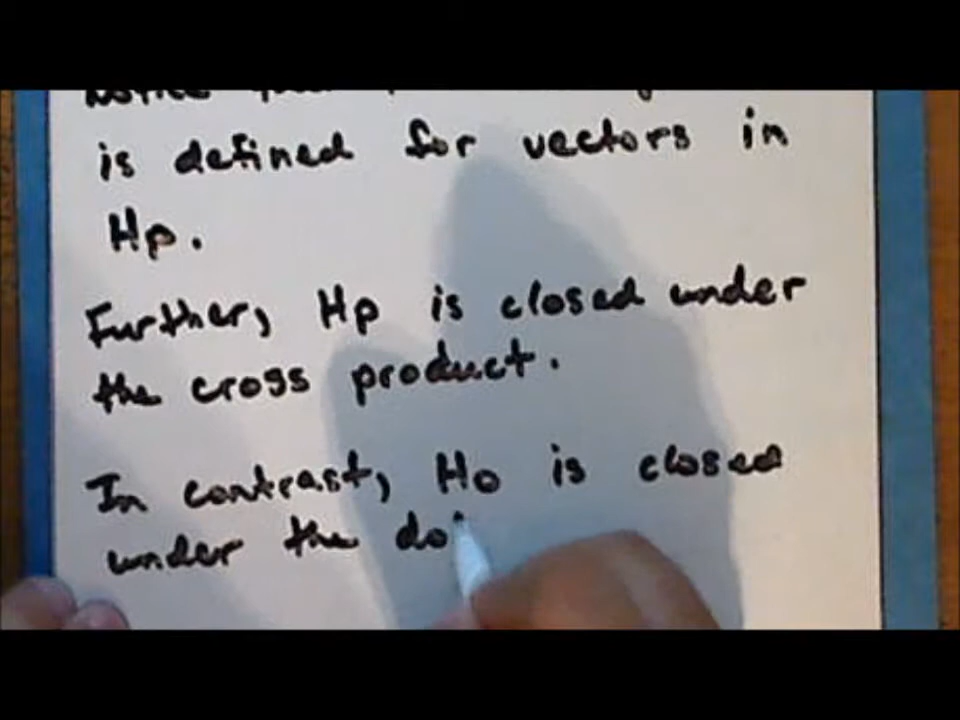 is defined for vectors in
Hp.
Further, Hp is closed under
the cross product.
In contrast, Ho is closed
under the do